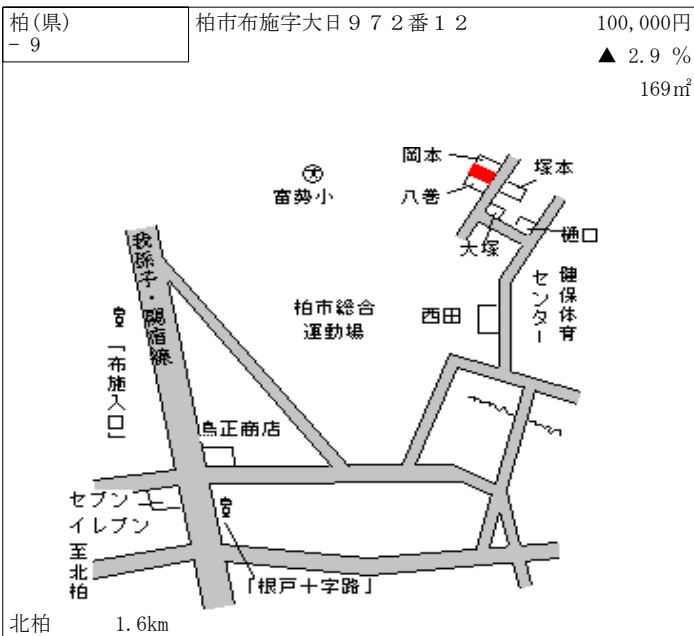 柏(県)
- 9
柏市布施字大日９７２番１２
100,000円
▲ 2.9 %
169㎡
岡本
塚本
富勢小
八巻
大塚
樋口
我孫子・関宿線
柏市総合
運動場
西田
健保体育
センター
「布施入口」
鳥正商店
セブン
イレブン
至北柏
「根戸十字路」
北柏 1.6km